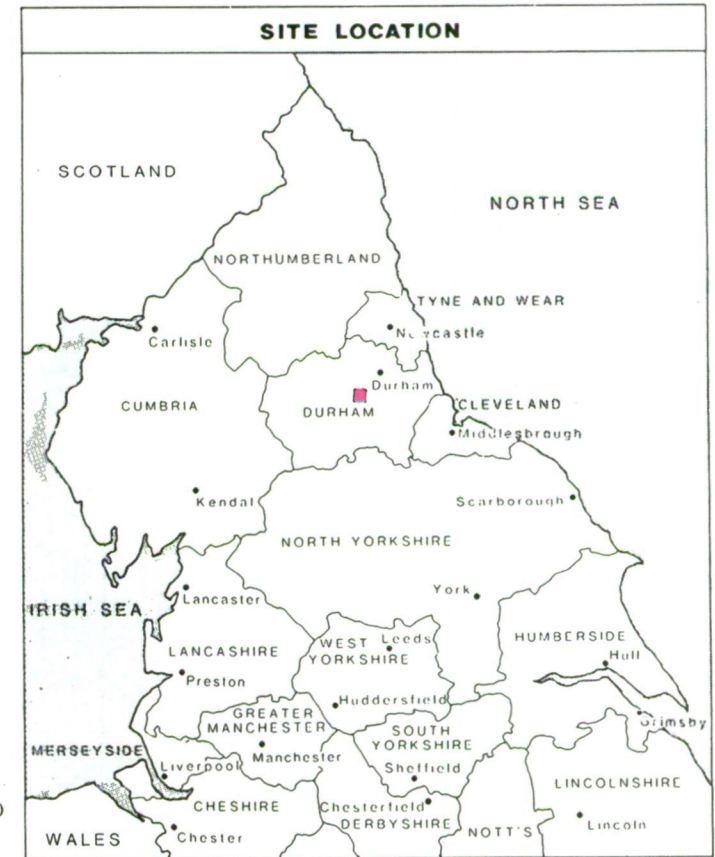 SITE LOCATION
SCOTLAND
NORTH SEA
NORTHUMBERLAND
TYNE AND WEAR
Newcastle
Carlisle
Durham
CUMBRIA
DURHAM
CLEVELAND
Middlesbrough
Kendal
Scarborough
NORTH YORKSHIRE
York
Lancaster
IRISH SEA
WEST
YORKSHIRE
Leeds
HUMBERSIDE
LANCASHIRE
Hull
Preston
Huddersfield
GREATER
MANCHESTER
SOUTH
YORKSHIRE
Grimsby
MERSEYSIDE
Manchester
Liverpool
Sheffield
LINCOLNSHIRE
CHESHIRE
Chesterfield
DERBYSHIRE
NOTT'S
Lincoln
WALES
Chester